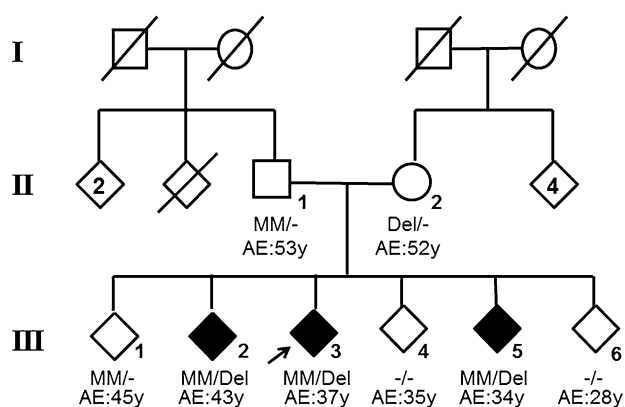 I
II
2
1
2
4
MM/-
AE:53y
Del/-
AE:52y
III
1
2
3
4
5
6
MM/-
AE:45y
MM/Del
AE:43y
MM/Del
AE:37y
-/-
AE:35y
MM/Del
AE:34y
-/-
AE:28y